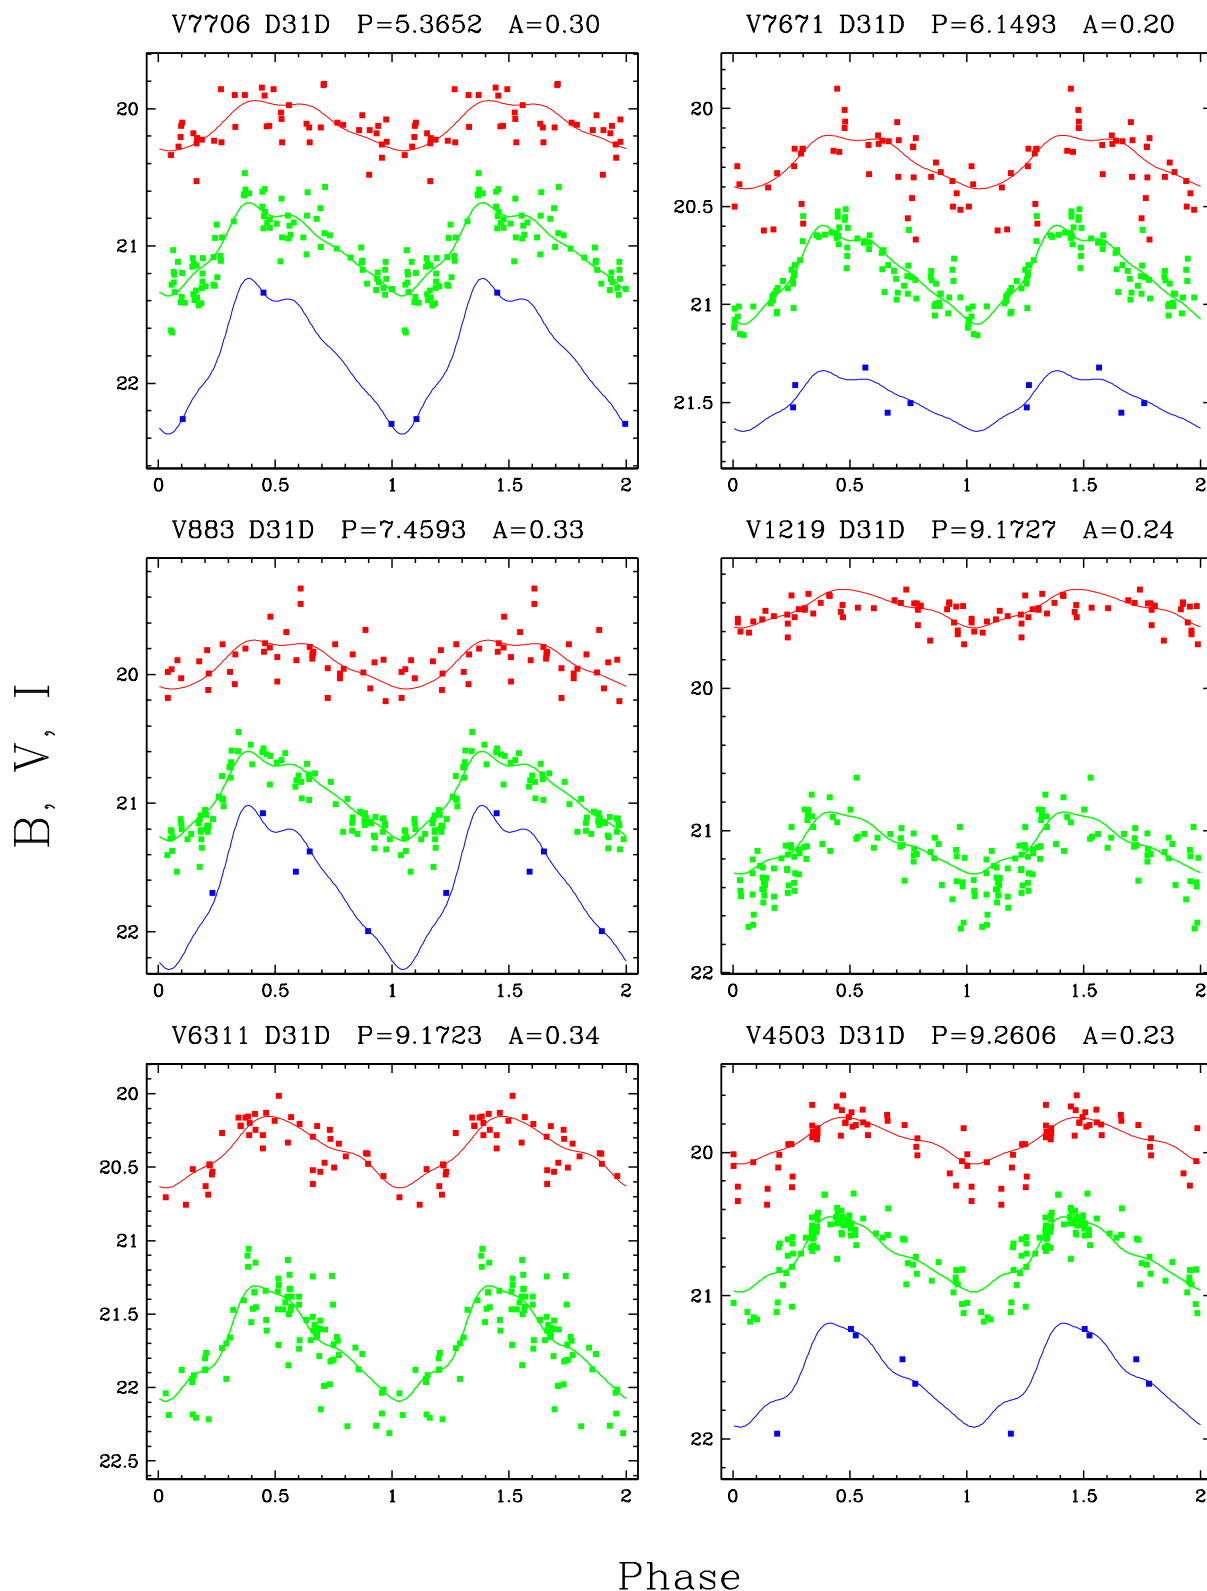 V7706 D31D P=5.3652 A=0.30
20
21
22
0 0.5 1 1.5 2
V7671 D31D P=6.1493 A=0.20
20
20.5
21
21.5
0 0.5 1 1.5 2
V883 D31D P=7.4593 A=0.33
20
21
22
0 0.5 1 1.5 2
V1219 D31D P=9.1727 A=0.24
20
21
22
0 0.5 1 1.5 2
V6311 D31D P=9.1723 A=0.34
20
20.5
21
21.5
22
22.5
0 0.5 1 1.5 2
V4503 D31D P=9.2606 A=0.23
20
21
22
0 0.5 1 1.5 2
B, V, I
Phase